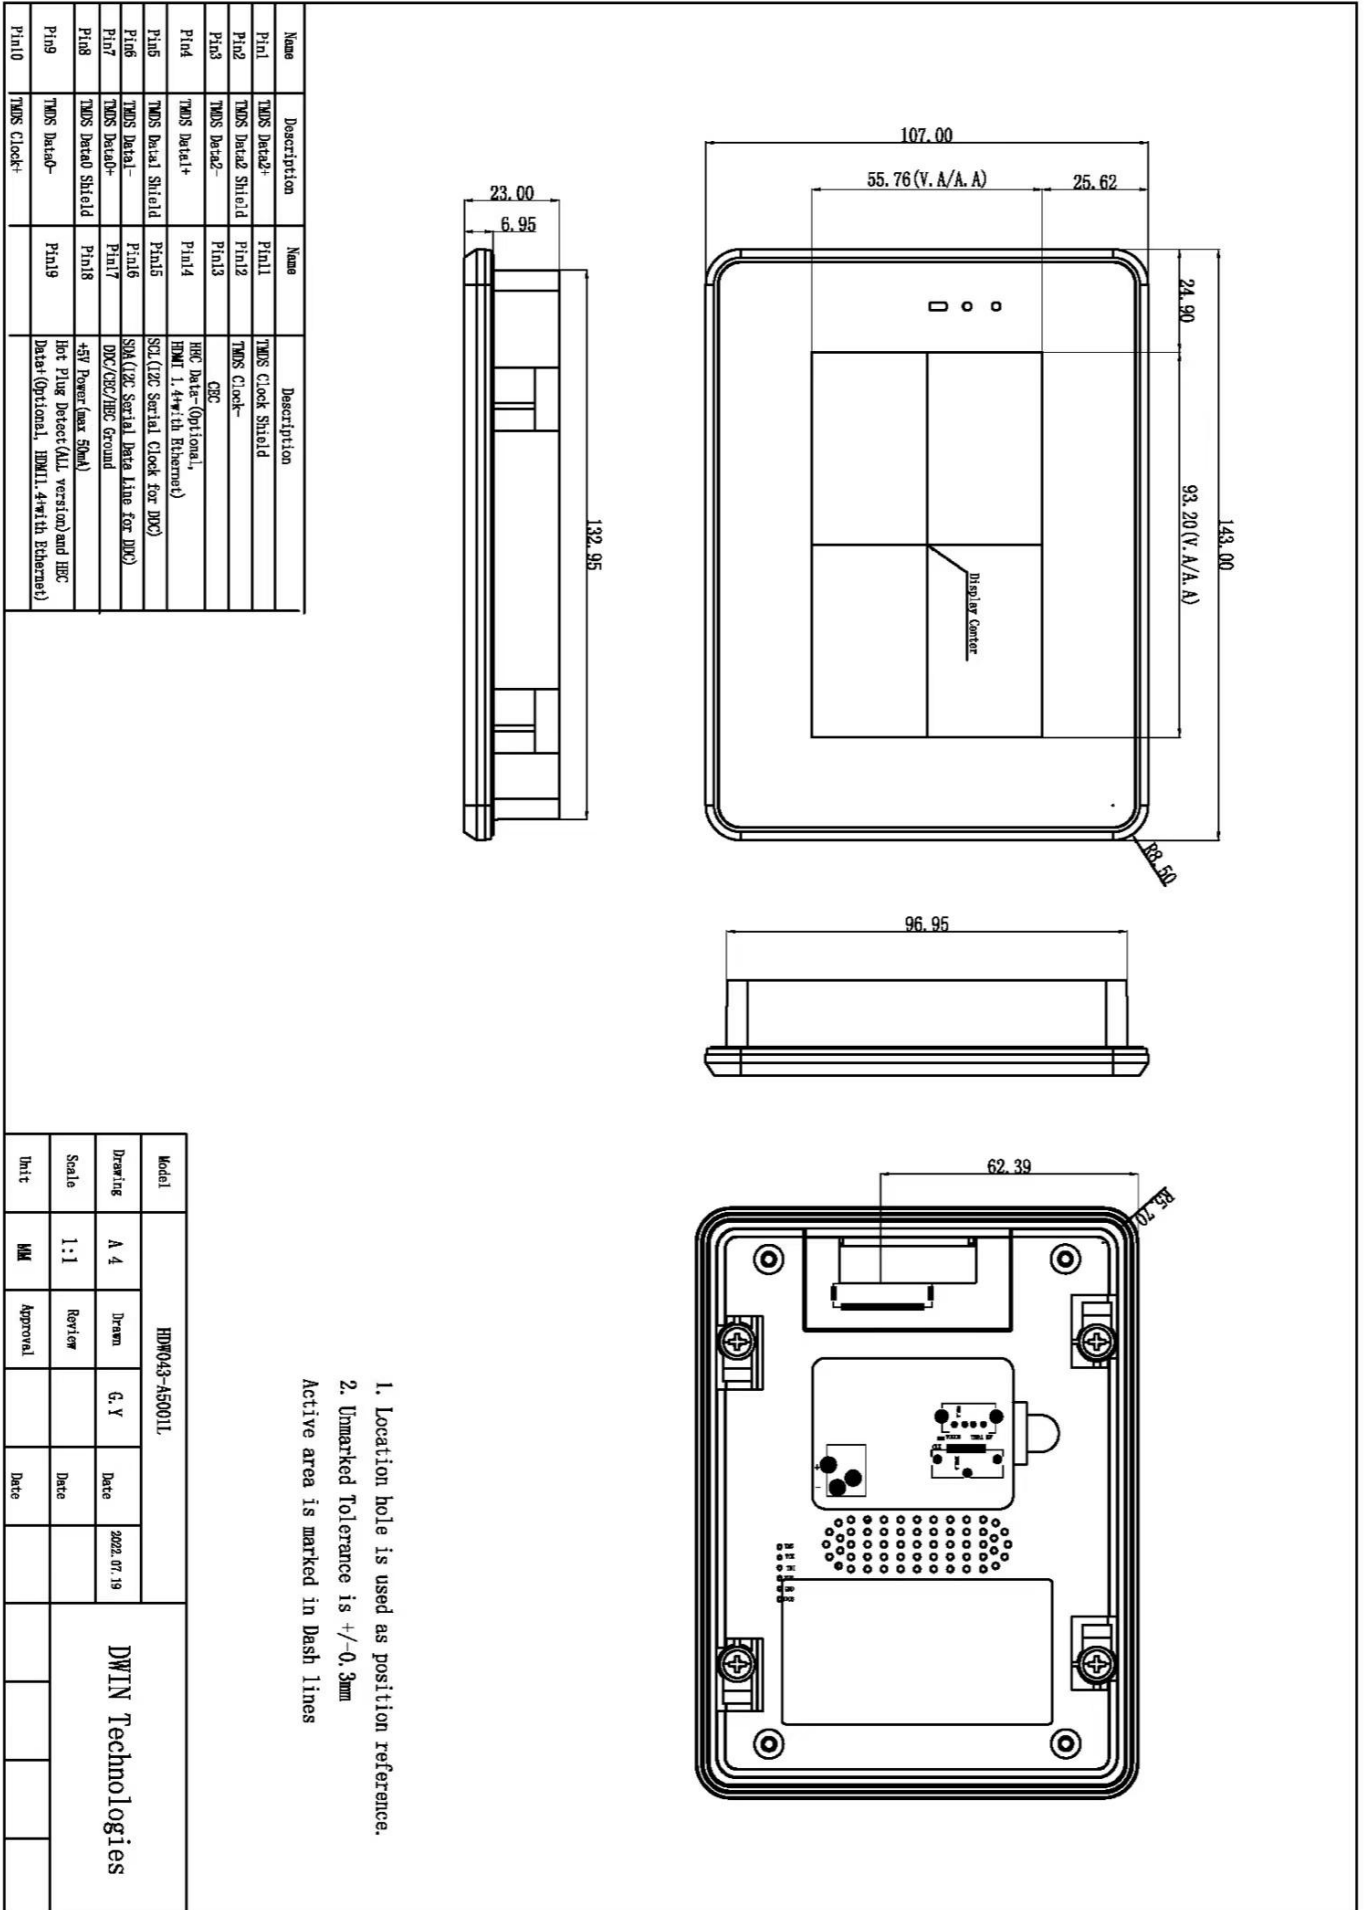 107.00
55.76(V.A/A.A)
25.62
23.00
6.95
24.90
93.20(V.A/A.A)
143.00
Display Center
132.95
R8.50
96.95
62.39
R5.70
+
-
Name Description Name Description
Pin1 TMDS Data2+ Pin11 TMDS Clock Shield
Pin2 TMDS Data2 Shield Pin12 TMDS Clock-
Pin3 TMDS Data2- Pin13 CEC
Pin4 TMDS Data1+ Pin14 HEC Data-(Optional,
HDMI 1.4+with Ethernet)
Pin5 TMDS Data1 Shield Pin15 SCL(I2C Serial Clock for DDC)
Pin6 TMDS Data1- Pin16 SDA(I2C Serial Data Line for DDC)
Pin7 TMDS Data0+ Pin17 DDC/CEC/HEC Ground
Pin8 TMDS Data0 Shield Pin18 +5V Power(max 50mA)
Pin9 TMDS Data0- Pin19 Hot Plug Detect(ALL version)and HEC
Data+(Optional, HDMI1.4+with Ethernet)
Pin10 TMDS Clock+
1. Location hole is used as position reference.
2. Unmarked Tolerance is +/-0.3mm
Active area is marked in Dash lines
Model HDW043-A5001L
Drawing A 4 Drawn G.Y Date 2022.07.19
Scale 1:1 Review Date
Unit MM Approval Date
DWIN Technologies